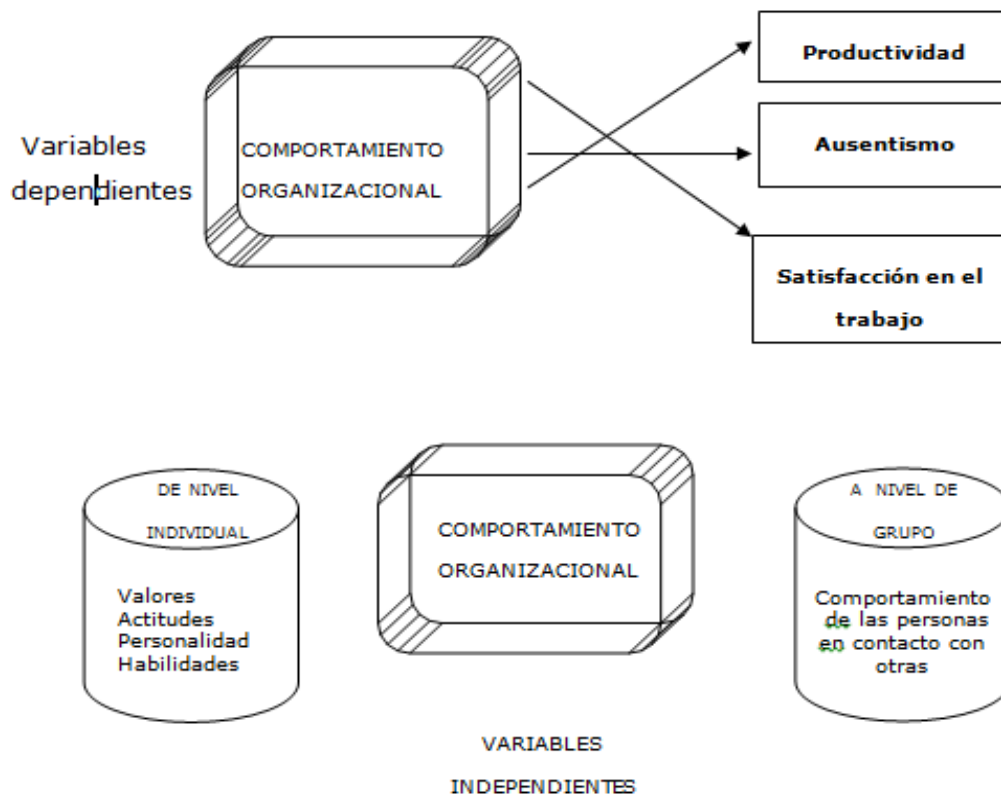 Variables
dependientes
COMPORTAMIENTO
ORGANIZACIONAL
Productividad
Ausentismo
Satisfacción en el
trabajo
DE NIVEL
INDIVIDUAL
Valores
Actitudes
Personalidad
Habilidades
COMPORTAMIENTO
ORGANIZACIONAL
A NIVEL DE
GRUPO
Comportamiento
de las personas
en contacto con
otras
VARIABLES
INDEPENDIENTES